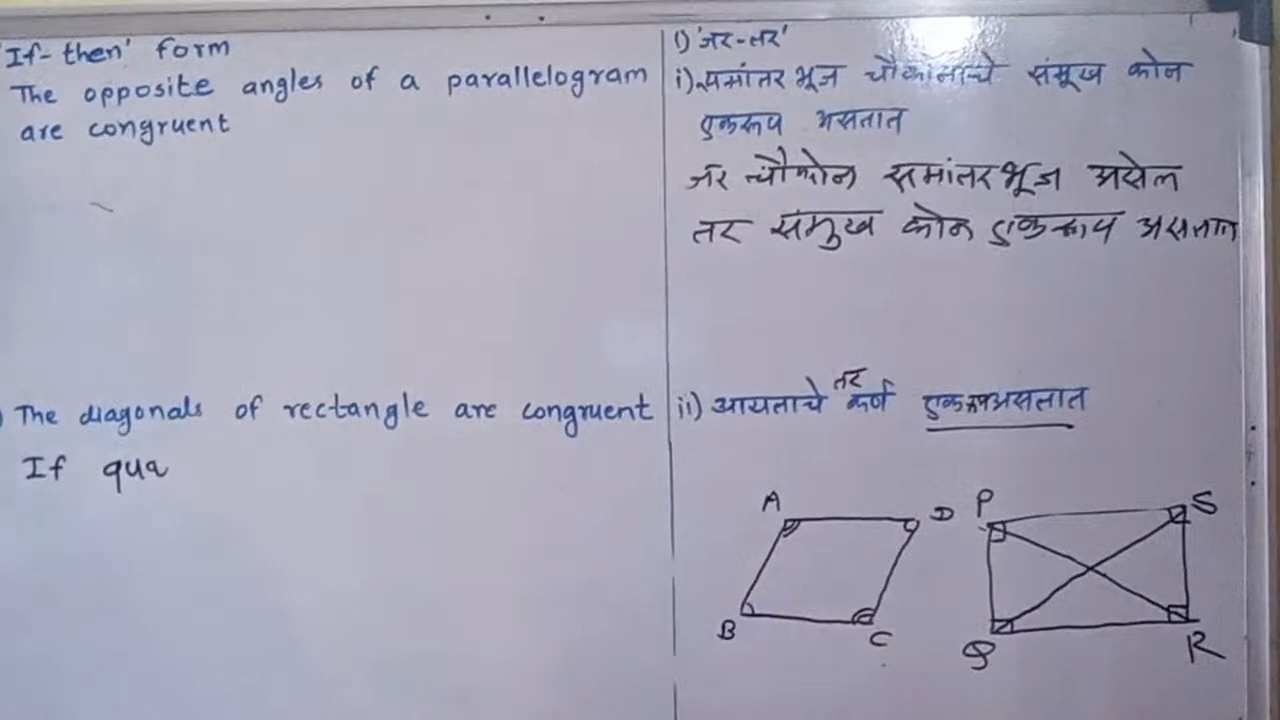 'If-then' form
The opposite angles of a parallelogram
are congruent
) The diagonals of rectangle are congruent
If qua
1) 'जर-तर'
i) समांतरभूज चौकोनाचे संमूख कोन
एकरूप असतात
जर चौकोन समांतरभूज असेल
तर संमुख कोन एकरूप असतात
तर
ii) आयताचे कर्ण एकरूपअसतात
A D P S
B C Q R